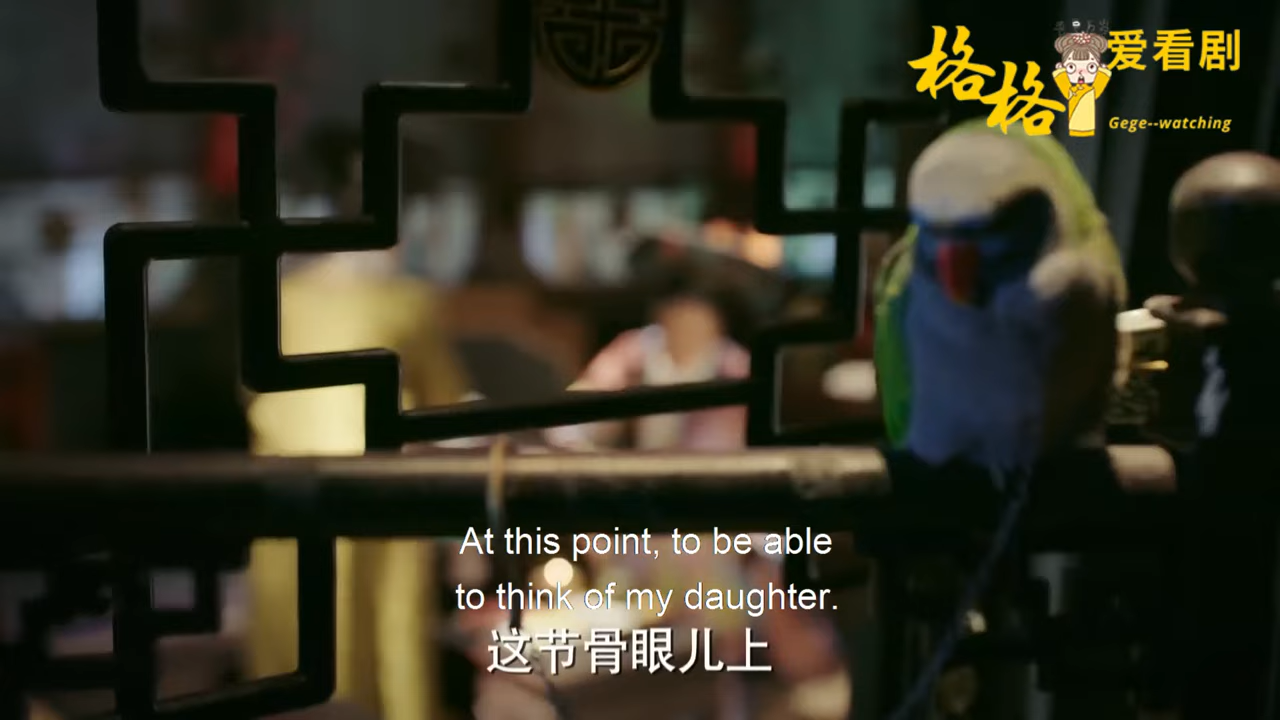 格格
爱看剧
Gege--watching
At this point, to be able
to think of my daughter.
这节骨眼儿上